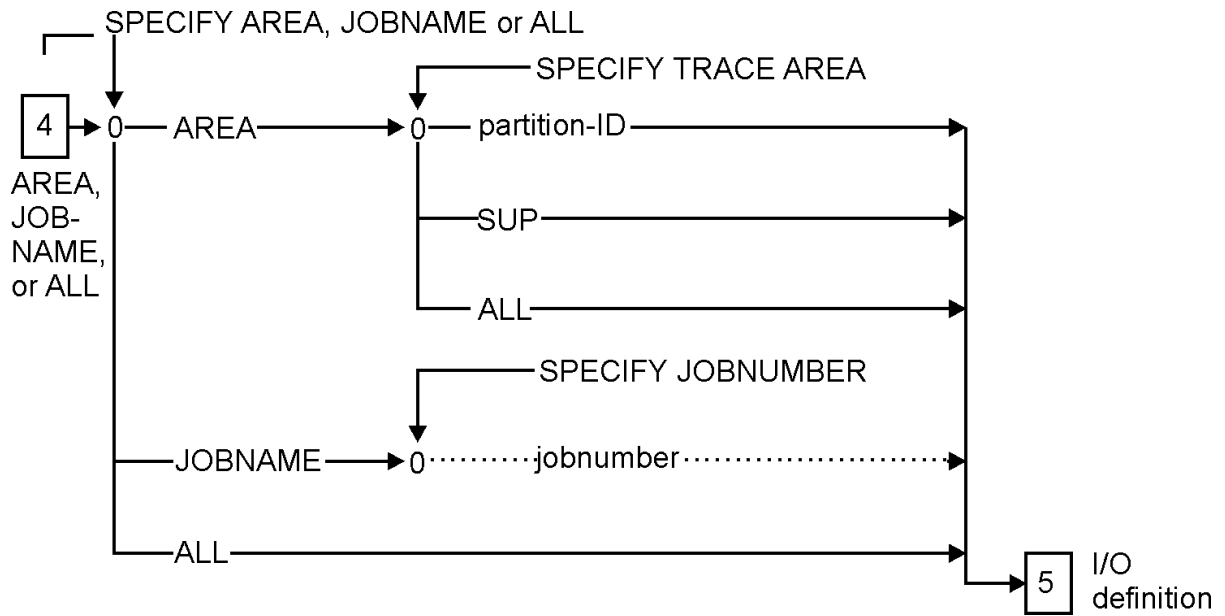 SPECIFY AREA, JOBNAME or ALL
SPECIFY TRACE AREA
4
0
AREA
0
partition-ID
AREA,
JOB-
NAME,
or ALL
SUP
ALL
SPECIFY JOBNUMBER
JOBNAME
0
jobnumber
ALL
5
I/O
definition